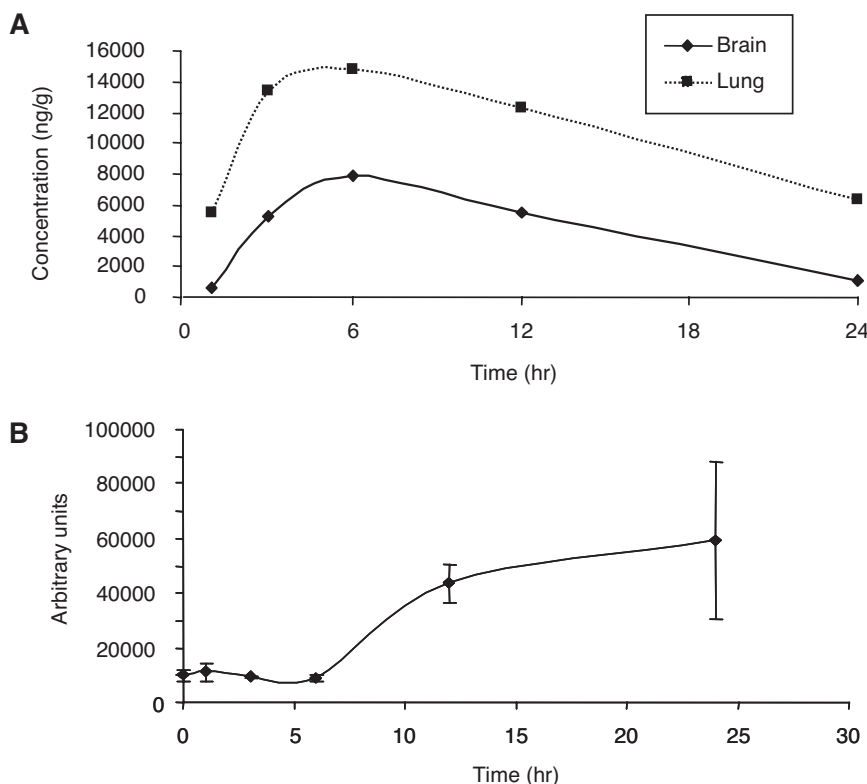 A
Brain
Lung
Concentration (ng/g)
16000
14000
12000
10000
8000
6000
4000
2000
0
0 6 12 18 24
Time (hr)
B
Arbitrary units
100000
80000
60000
40000
20000
0
0 5 10 15 20 25 30
Time (hr)